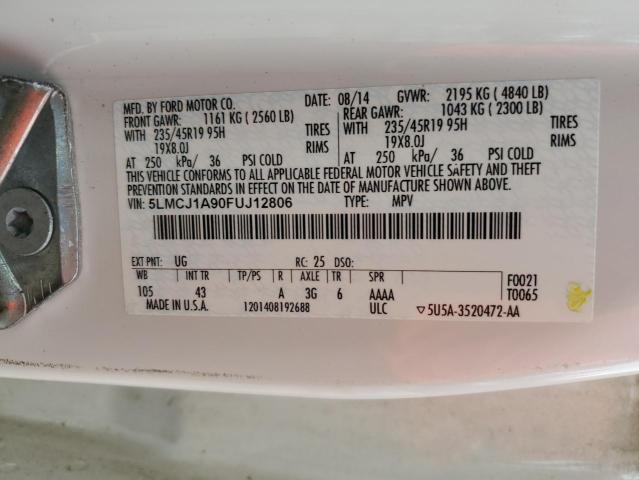 MFD. BY FORD MOTOR CO. DATE: 08/14 GVWR: 2195 KG ( 4840 LB)
FRONT GAWR: 1161 KG ( 2560 LB) REAR GAWR: 1043 KG ( 2300 LB)
WITH 235/45R19 95H TIRES WITH 235/45R19 95H TIRES
19X8.0J RIMS 19X8.0J RIMS
AT 250 kPa/ 36 PSI COLD AT 250 kPa/ 36 PSI COLD
THIS VEHICLE CONFORMS TO ALL APPLICABLE FEDERAL MOTOR VEHICLE SAFETY AND THEFT
PREVENTION STANDARDS IN EFFECT ON THE DATE OF MANUFACTURE SHOWN ABOVE.
VIN: 5LMCJ1A90FUJ12806 TYPE: MPV
EXT PNT: UG RC: 25 DSO:
WB INT TR TP/PS R AXLE TR SPR F0021
105 43 A 3G 6 AAAA T0065
MADE IN U.S.A. 1201408192688 ULC ▽5U5A-3520472-AA